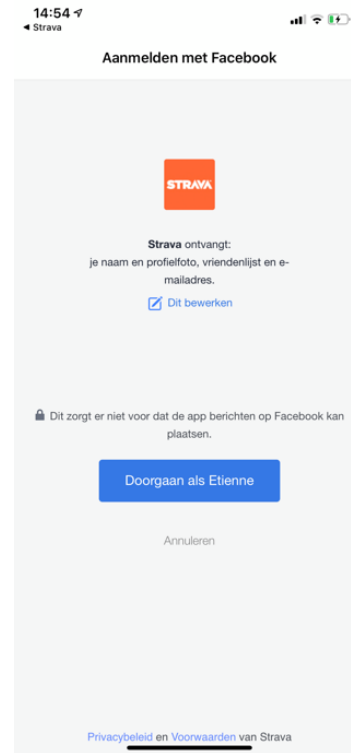 14:54
◀ Strava
Aanmelden met Facebook
STRAVA
Strava ontvangt:
je naam en profielfoto, vriendenlijst en e-
mailadres.
Dit bewerken
Dit zorgt er niet voor dat de app berichten op Facebook kan
plaatsen.
Doorgaan als Etienne
Annuleren
Privacybeleid en Voorwaarden van Strava